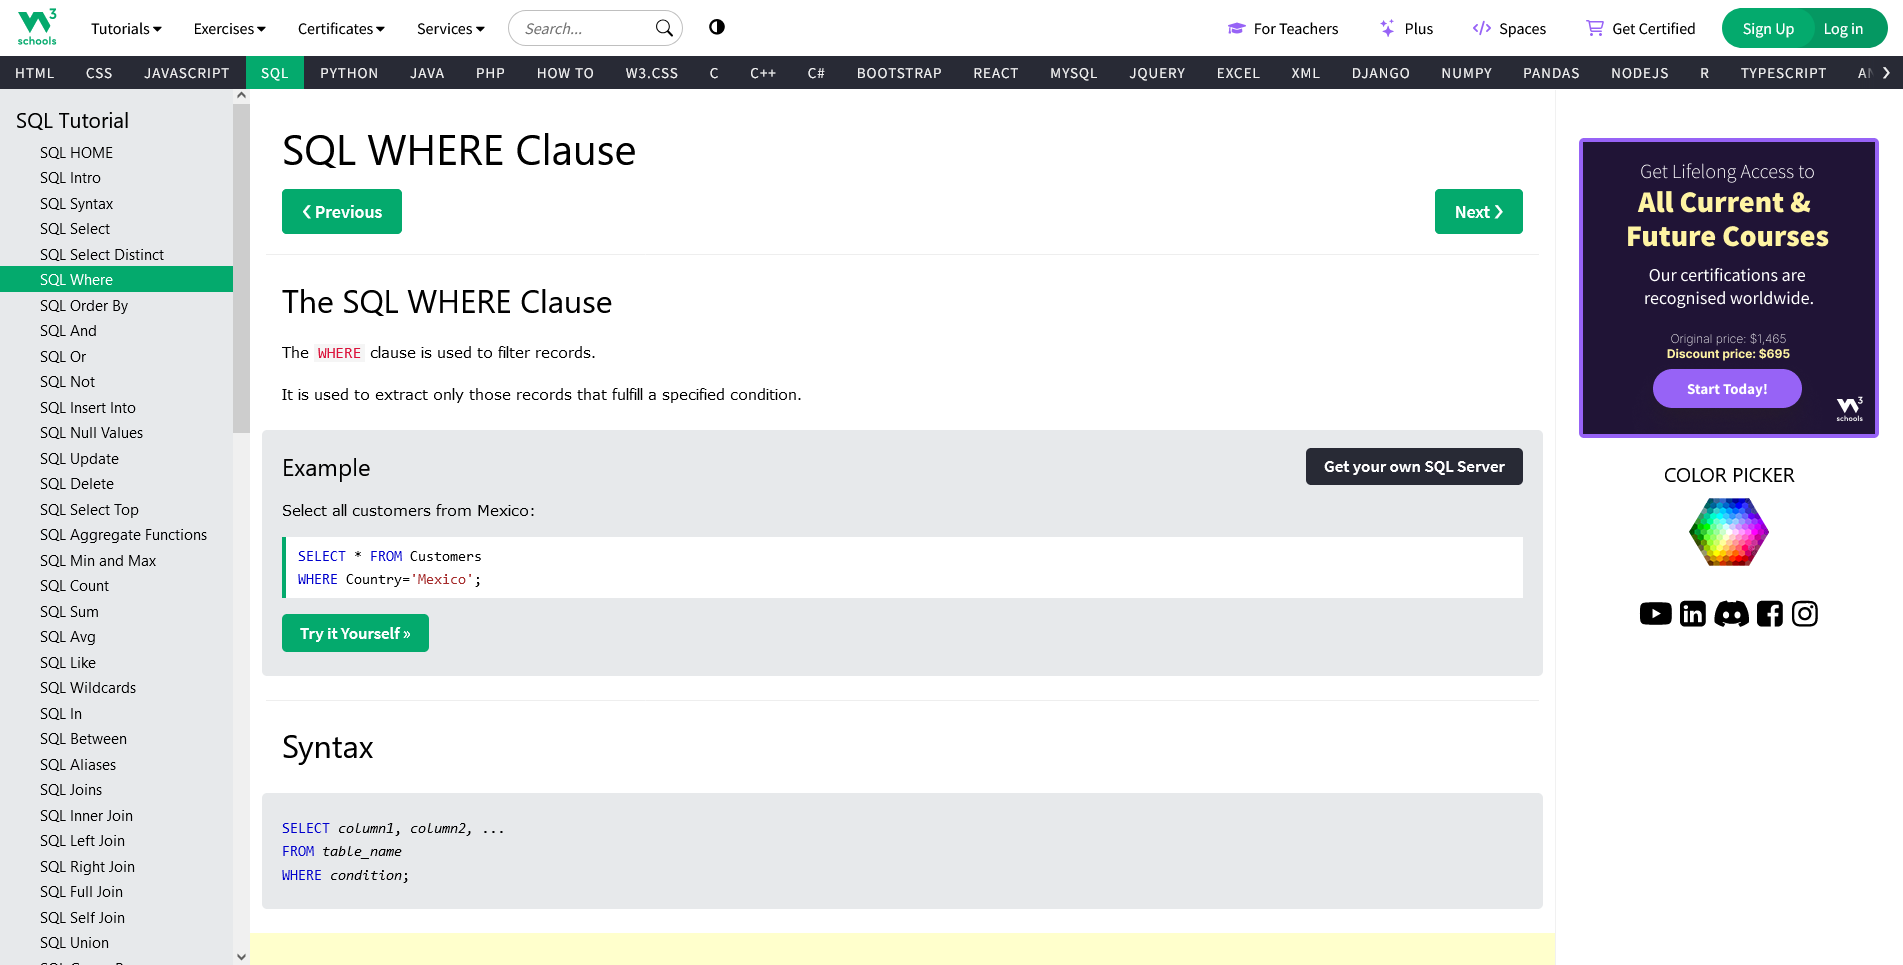 W3 schools
Tutorials
Exercises
Certificates
Services
Search...
For Teachers
Plus
Spaces
Get Certified
Sign Up
Log in
HTML CSS JAVASCRIPT SQL PYTHON JAVA PHP HOW TO W3.CSS C C++ C# BOOTSTRAP REACT MYSQL JQUERY EXCEL XML DJANGO NUMPY PANDAS NODEJS R TYPESCRIPT
SQL Tutorial
SQL HOME
SQL Intro
SQL Syntax
SQL Select
SQL Select Distinct
SQL Where
SQL Order By
SQL And
SQL Or
SQL Not
SQL Insert Into
SQL Null Values
SQL Update
SQL Delete
SQL Select Top
SQL Aggregate Functions
SQL Min and Max
SQL Count
SQL Sum
SQL Avg
SQL Like
SQL Wildcards
SQL In
SQL Between
SQL Aliases
SQL Joins
SQL Inner Join
SQL Left Join
SQL Right Join
SQL Full Join
SQL Self Join
SQL Union
SQL WHERE Clause
❮ Previous
Next ❯
The SQL WHERE Clause
The WHERE clause is used to filter records.
It is used to extract only those records that fulfill a specified condition.
Example
Get your own SQL Server
Select all customers from Mexico:
SELECT * FROM Customers
WHERE Country='Mexico';
Try it Yourself »
Syntax
SELECT column1, column2, ...
FROM table_name
WHERE condition;
Get Lifelong Access to
All Current &
Future Courses
Our certifications are
recognised worldwide.
Original price: $1,465
Discount price: $695
Start Today!
W3 schools
COLOR PICKER